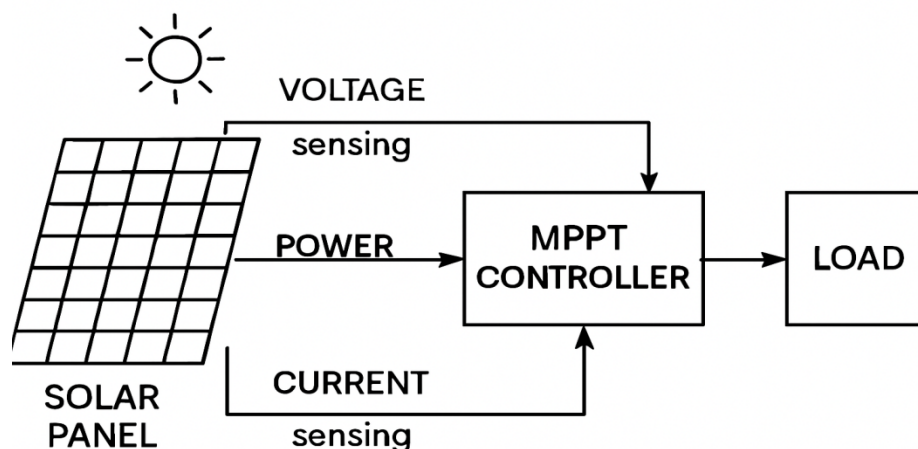 VOLTAGE
sensing
POWER
MPPT
CONTROLLER
LOAD
CURRENT
sensing
SOLAR
PANEL